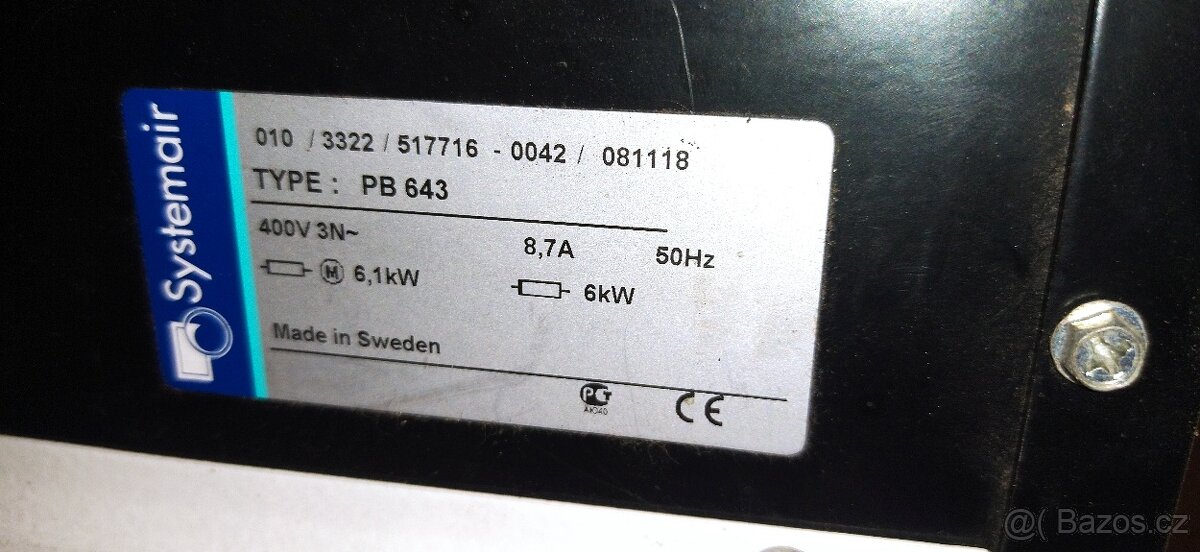 Systemair
010 / 3322 / 517716 - 0042 / 081118
TYPE : PB 643
400V 3N~ 8,7A 50Hz
M 6,1kW 6kW
Made in Sweden
PCT CE
@( Bazos.cz